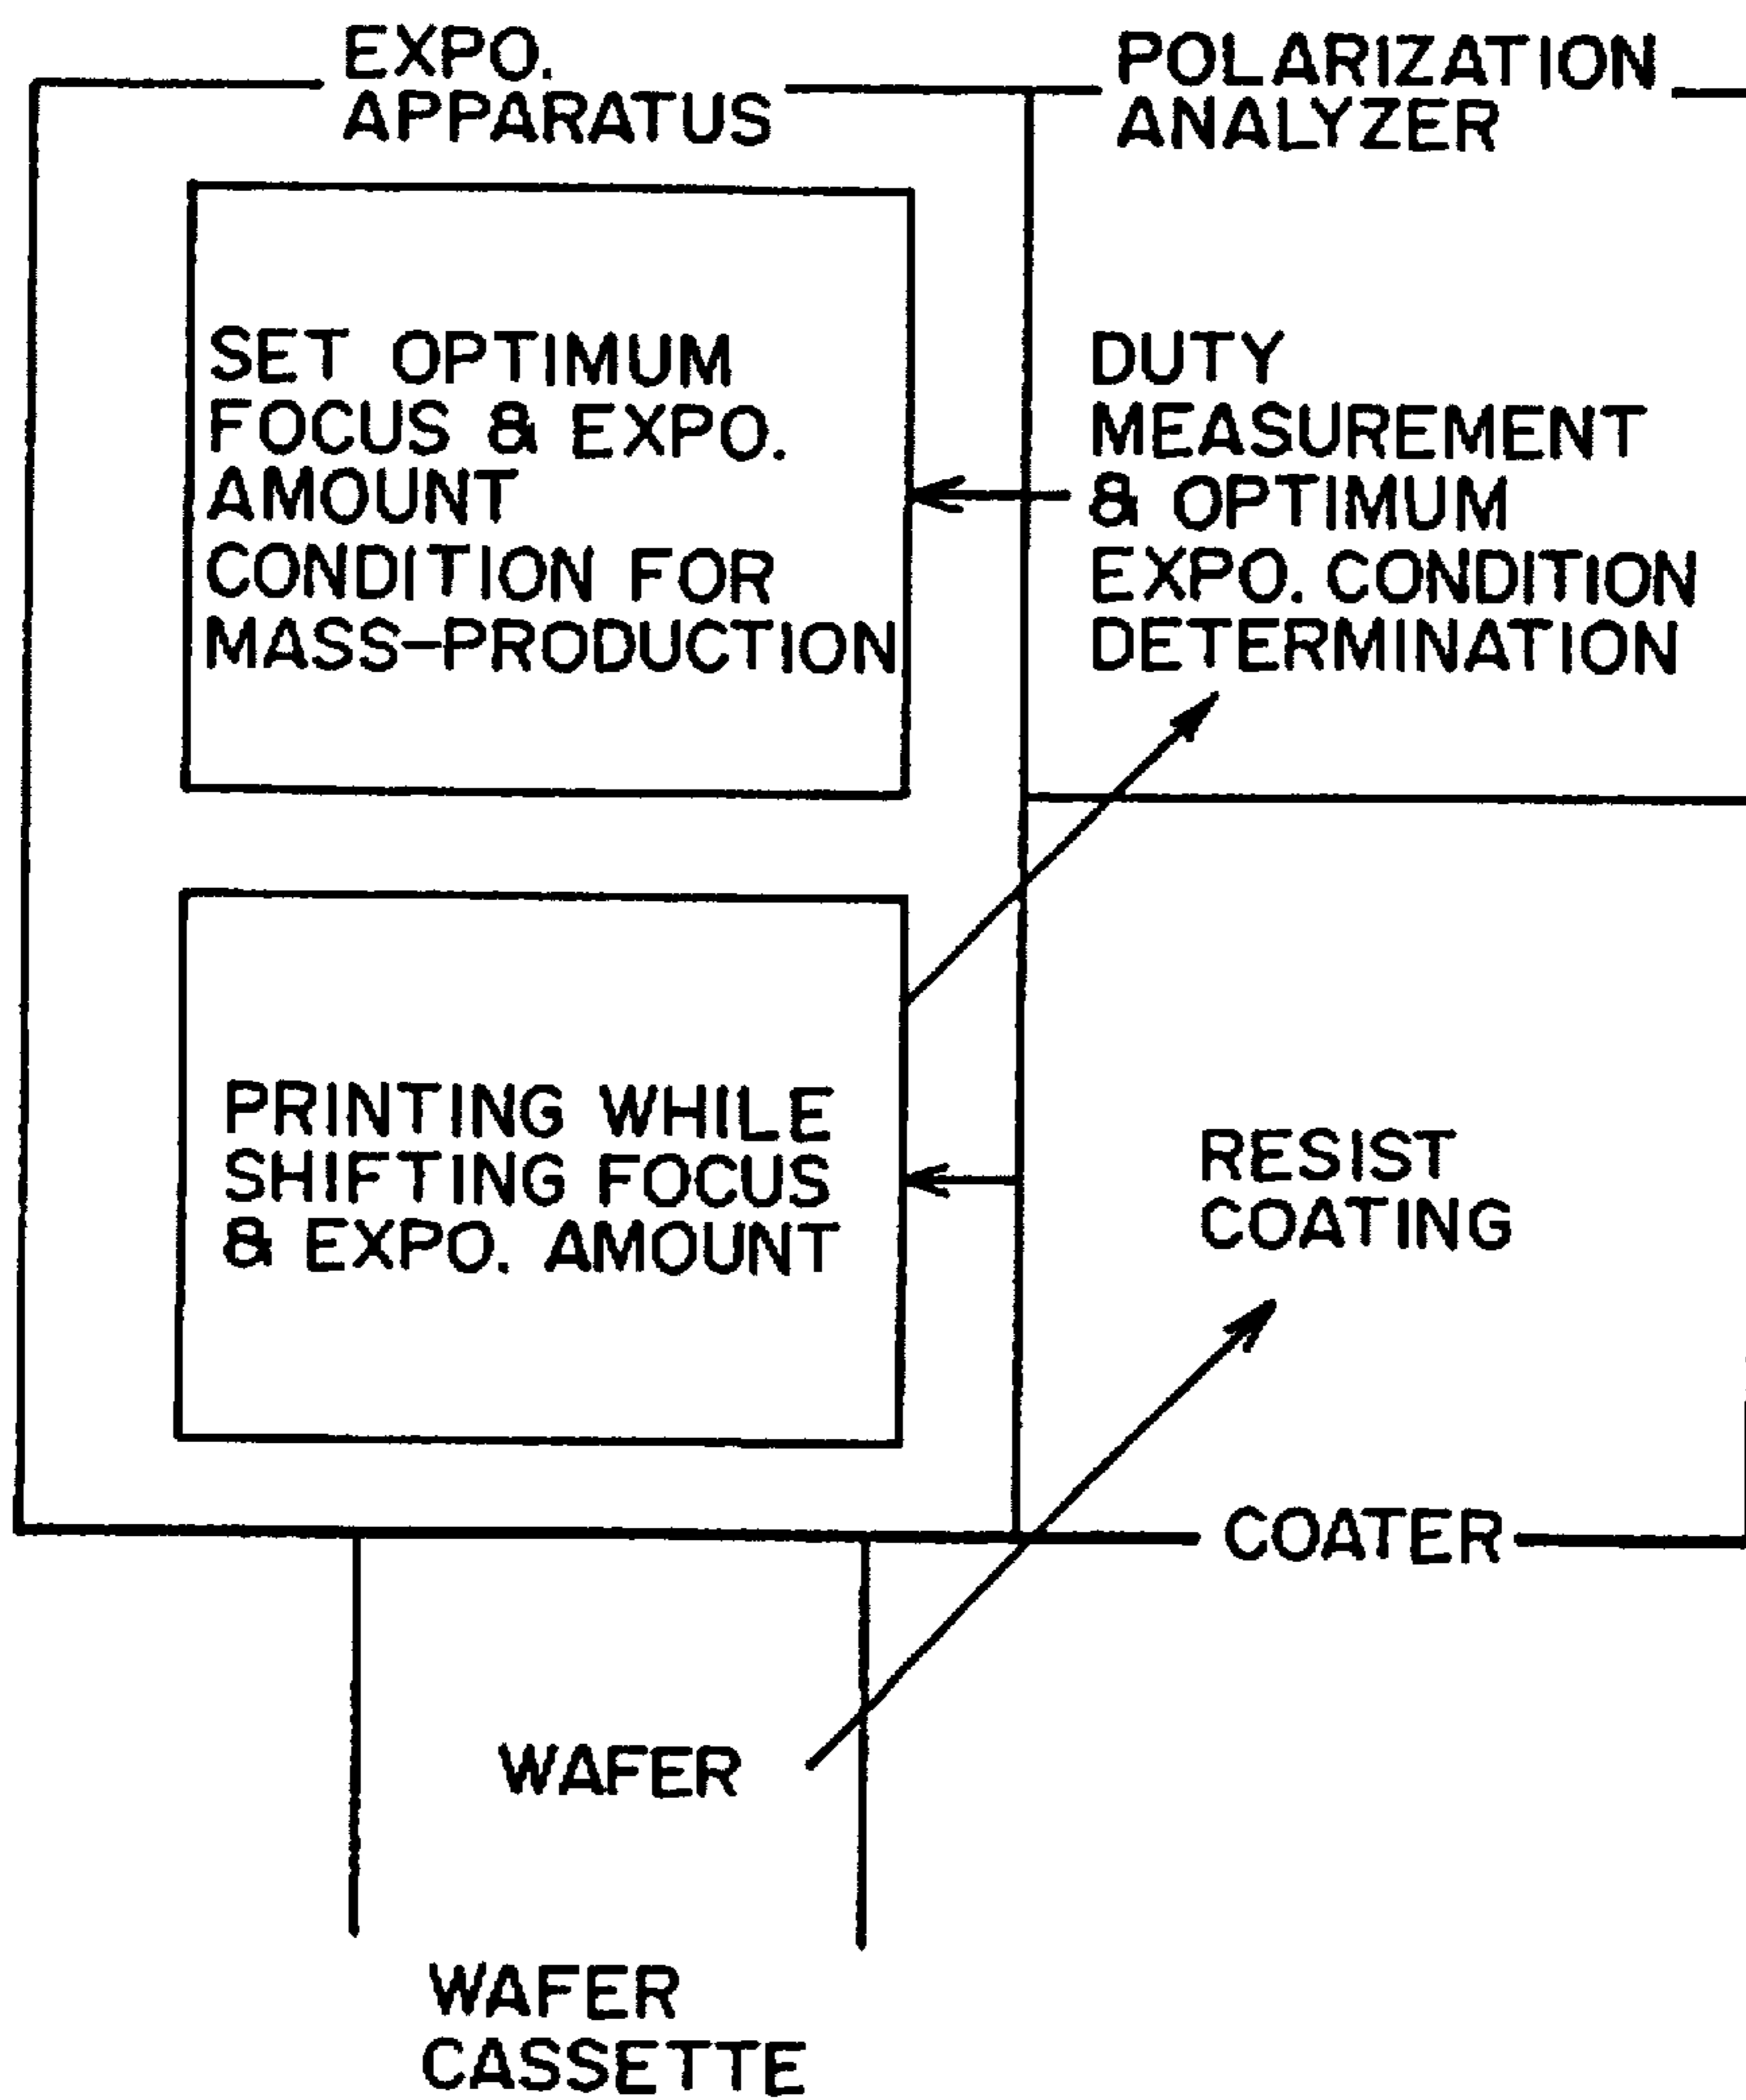 EXPO.
APPARATUS
POLARIZATION
ANALYZER
SET OPTIMUM
FOCUS & EXPO.
AMOUNT
CONDITION FOR
MASS-PRODUCTION
DUTY
MEASUREMENT
& OPTIMUM
EXPO. CONDITION
DETERMINATION
PRINTING WHILE
SHIFTING FOCUS
& EXPO. AMOUNT
RESIST
COATING
COATER
WAFER
WAFER
CASSETTE